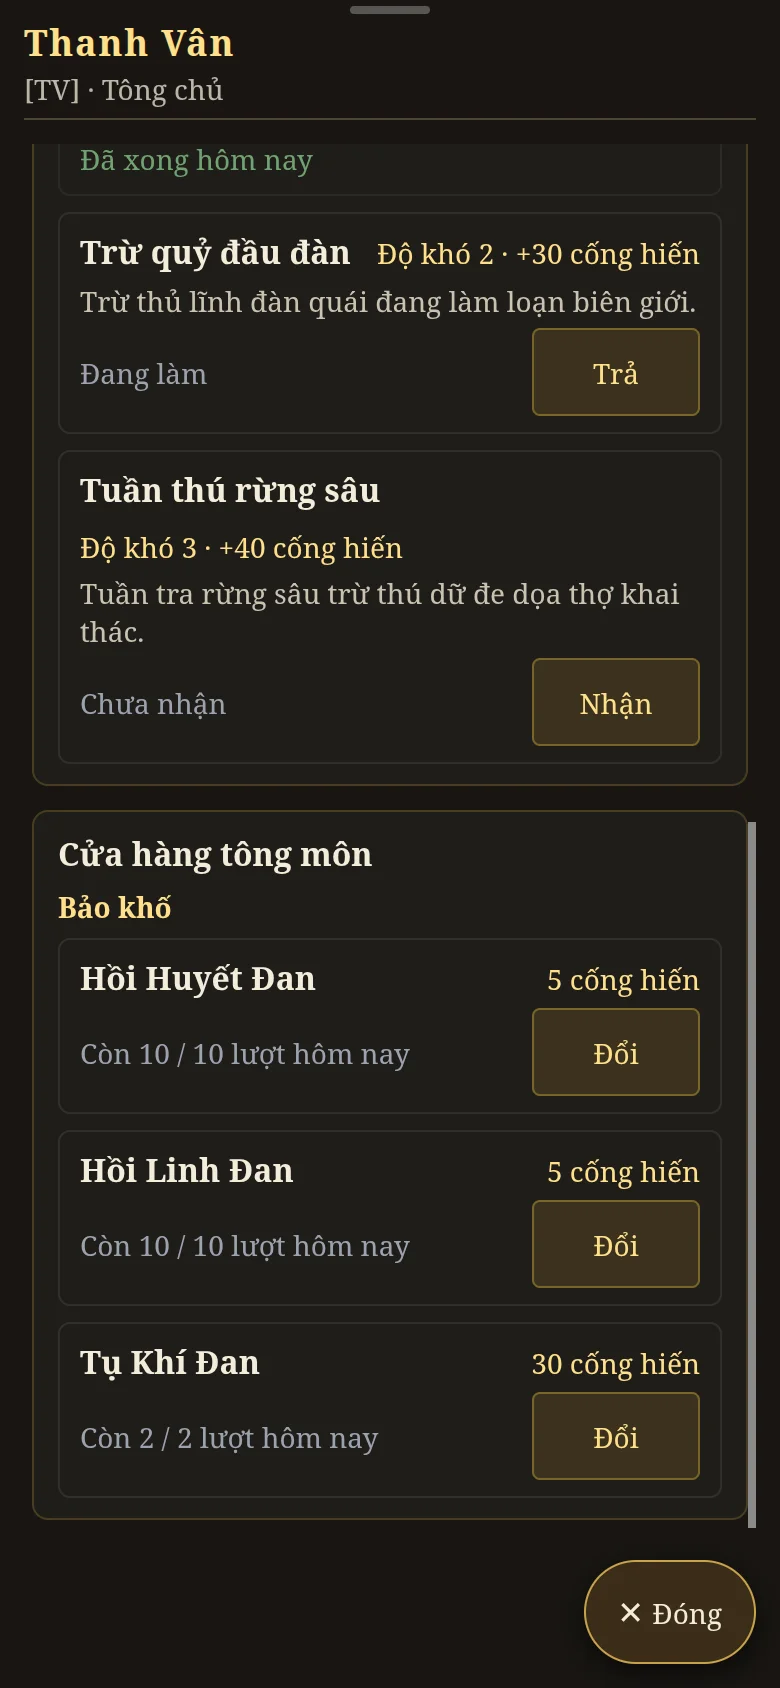 Thanh Vân
[TV] · Tông chủ
Đã xong hôm nay
Trừ quỷ đầu đàn
Độ khó 2 · +30 cống hiến
Trừ thủ lĩnh đàn quái đang làm loạn biên giới.
Đang làm
Trả
Tuần thú rừng sâu
Độ khó 3 · +40 cống hiến
Tuần tra rừng sâu trừ thú dữ đe dọa thợ khai
thác.
Chưa nhận
Nhận
Cửa hàng tông môn
Bảo khố
Hồi Huyết Đan
5 cống hiến
Còn 10 / 10 lượt hôm nay
Đổi
Hồi Linh Đan
5 cống hiến
Còn 10 / 10 lượt hôm nay
Đổi
Tụ Khí Đan
30 cống hiến
Còn 2 / 2 lượt hôm nay
Đổi
✕ Đóng